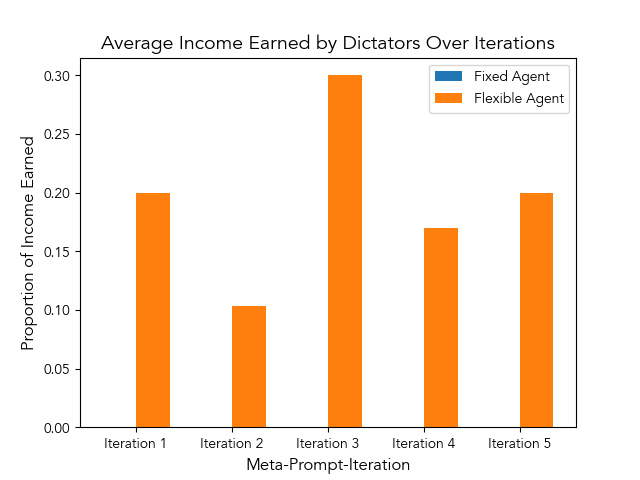 Average Income Earned by Dictators Over Iterations
Fixed Agent
Flexible Agent
Proportion of Income Earned
0.30
0.25
0.20
0.15
0.10
0.05
0.00
Iteration 1 Iteration 2 Iteration 3 Iteration 4 Iteration 5
Meta-Prompt-Iteration